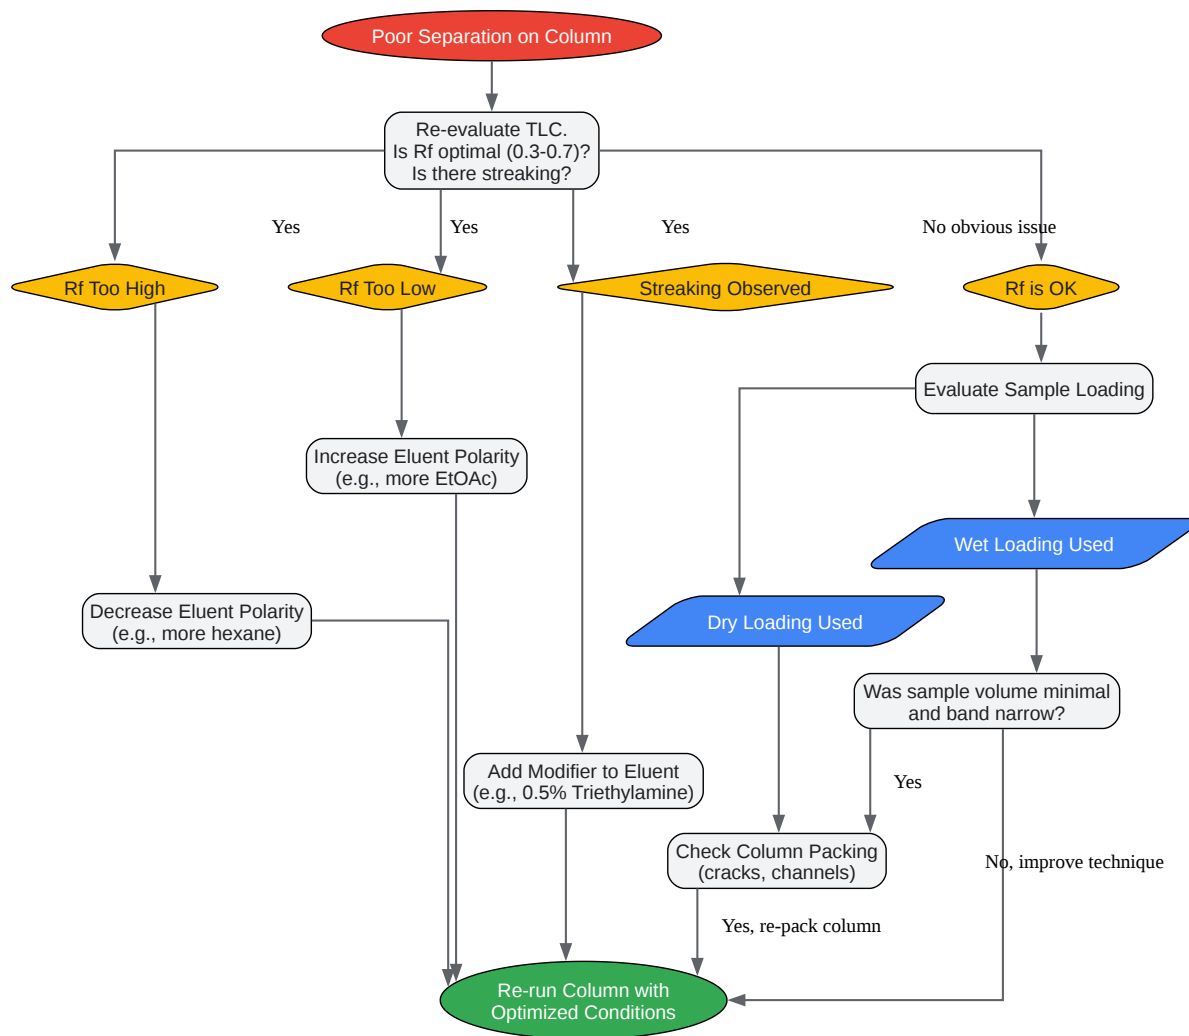 Poor Separation on Column
Re-evaluate TLC.
Is Rf optimal (0.3-0.7)?
Is there streaking?
Yes
Yes
Yes
No obvious issue
Rf Too High
Rf Too Low
Streaking Observed
Rf is OK
Evaluate Sample Loading
Increase Eluent Polarity
(e.g., more EtOAc)
Wet Loading Used
Decrease Eluent Polarity
(e.g., more hexane)
Dry Loading Used
Was sample volume minimal
and band narrow?
Add Modifier to Eluent
(e.g., 0.5% Triethylamine)
Yes
Check Column Packing
(cracks, channels)
No, improve technique
Yes, re-pack column
Re-run Column with
Optimized Conditions